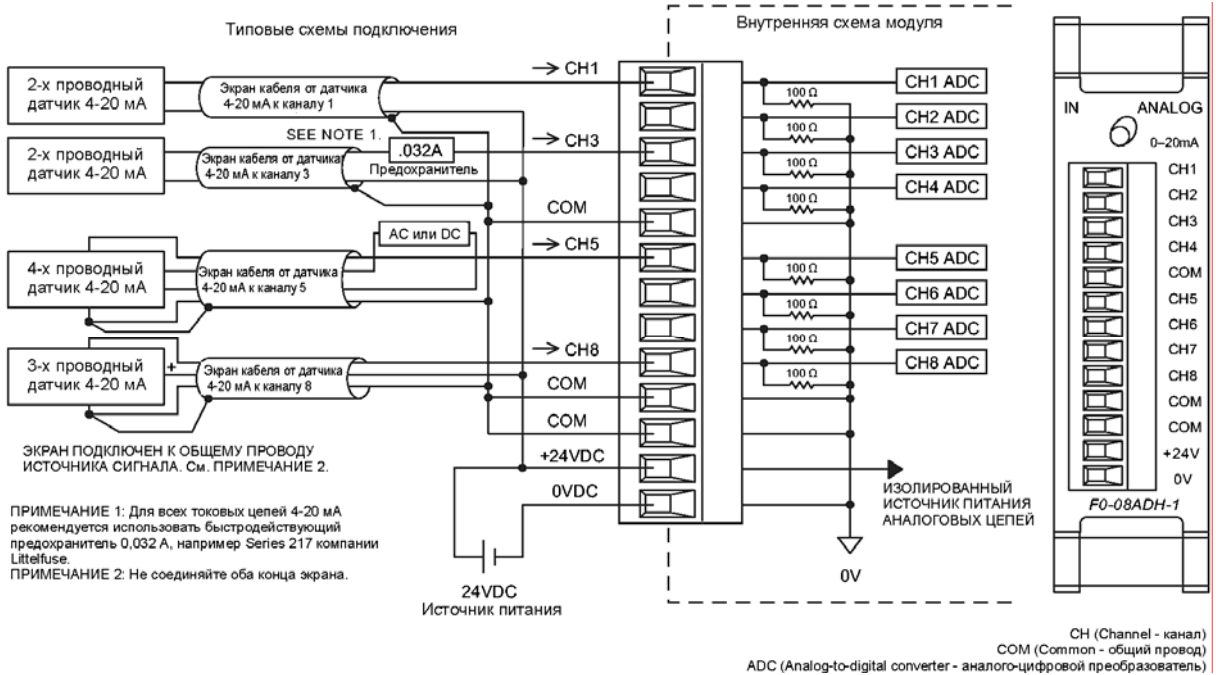 Типовые схемы подключения
Внутренняя схема модуля
2-х проводный
датчик 4-20 мА
Экран кабеля от датчика
4-20 мА к каналу 1
→ CH1
SEE NOTE 1.
2-х проводный
датчик 4-20 мА
Экран кабеля от датчика
4-20 мА к каналу 3
.032A
Предохранитель
→ CH3
COM
AC или DC
→ CH5
4-х проводный
датчик 4-20 мА
Экран кабеля от датчика
4-20 мА к каналу 5
3-х проводный
датчик 4-20 мА
+
Экран кабеля от датчика
4-20 мА к каналу 8
→ CH8
COM
COM
+24VDC
0VDC
ЭКРАН ПОДКЛЮЧЕН К ОБЩЕМУ ПРОВОДУ
ИСТОЧНИКА СИГНАЛА. См. ПРИМЕЧАНИЕ 2.
ПРИМЕЧАНИЕ 1: Для всех токовых цепей 4-20 мА
рекомендуется использовать быстродействующий
предохранитель 0,032 А, например Series 217 компании
Littelfuse.
ПРИМЕЧАНИЕ 2: Не соединяйте оба конца экрана.
24VDC
Источник питания
CH1 ADC
100 Ω
CH2 ADC
100 Ω
CH3 ADC
100 Ω
CH4 ADC
100 Ω
CH5 ADC
100 Ω
CH6 ADC
100 Ω
CH7 ADC
100 Ω
CH8 ADC
100 Ω
ИЗОЛИРОВАННЫЙ
ИСТОЧНИК ПИТАНИЯ
АНАЛОГОВЫХ ЦЕПЕЙ
0V
IN ANALOG
0–20mA
CH1
CH2
CH3
CH4
COM
CH5
CH6
CH7
CH8
COM
COM
+24V
0V
F0-08ADH-1
CH (Channel - канал)
COM (Common - общий провод)
ADC (Analog-to-digital converter - аналого-цифровой преобразователь)